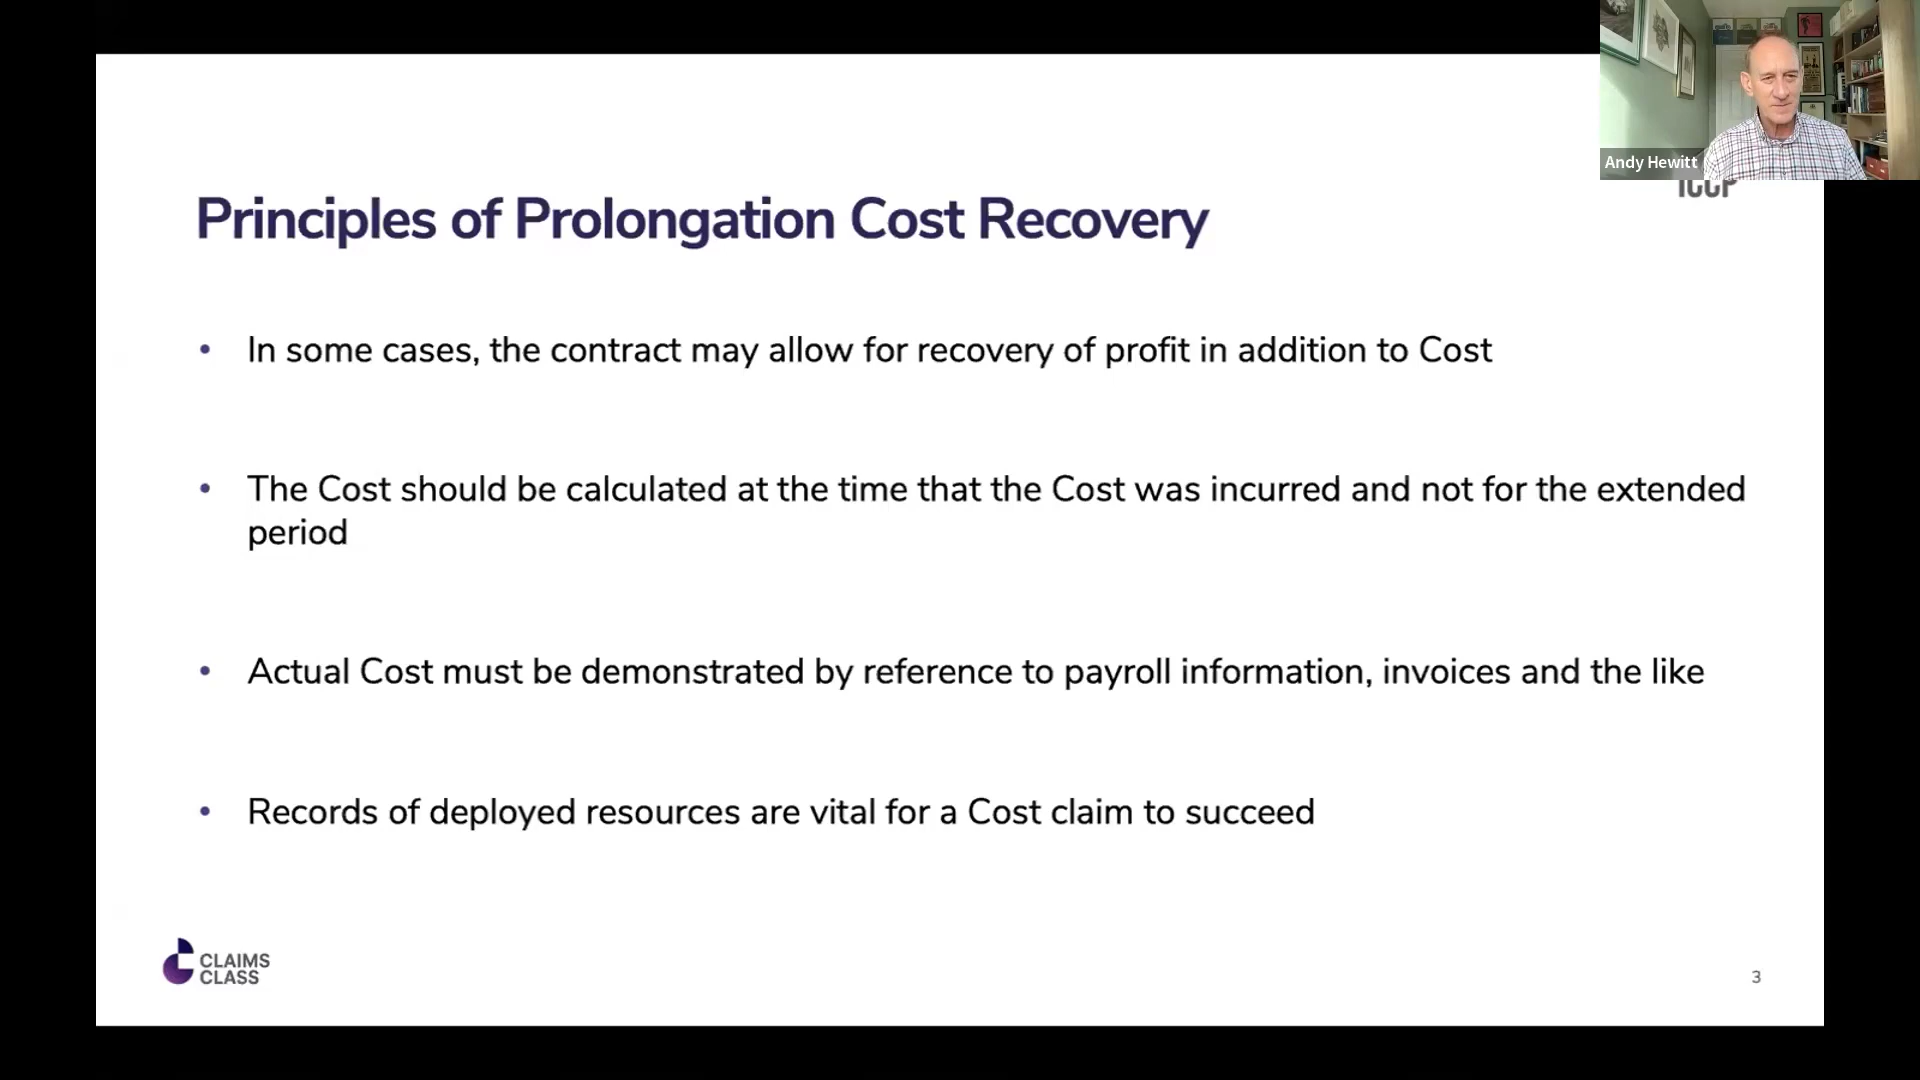 Andy Hewitt
Principles of Prolongation Cost Recovery
• In some cases, the contract may allow for recovery of profit in addition to Cost
• The Cost should be calculated at the time that the Cost was incurred and not for the extended
period
• Actual Cost must be demonstrated by reference to payroll information, invoices and the like
• Records of deployed resources are vital for a Cost claim to succeed
CLAIMS
CLASS
3